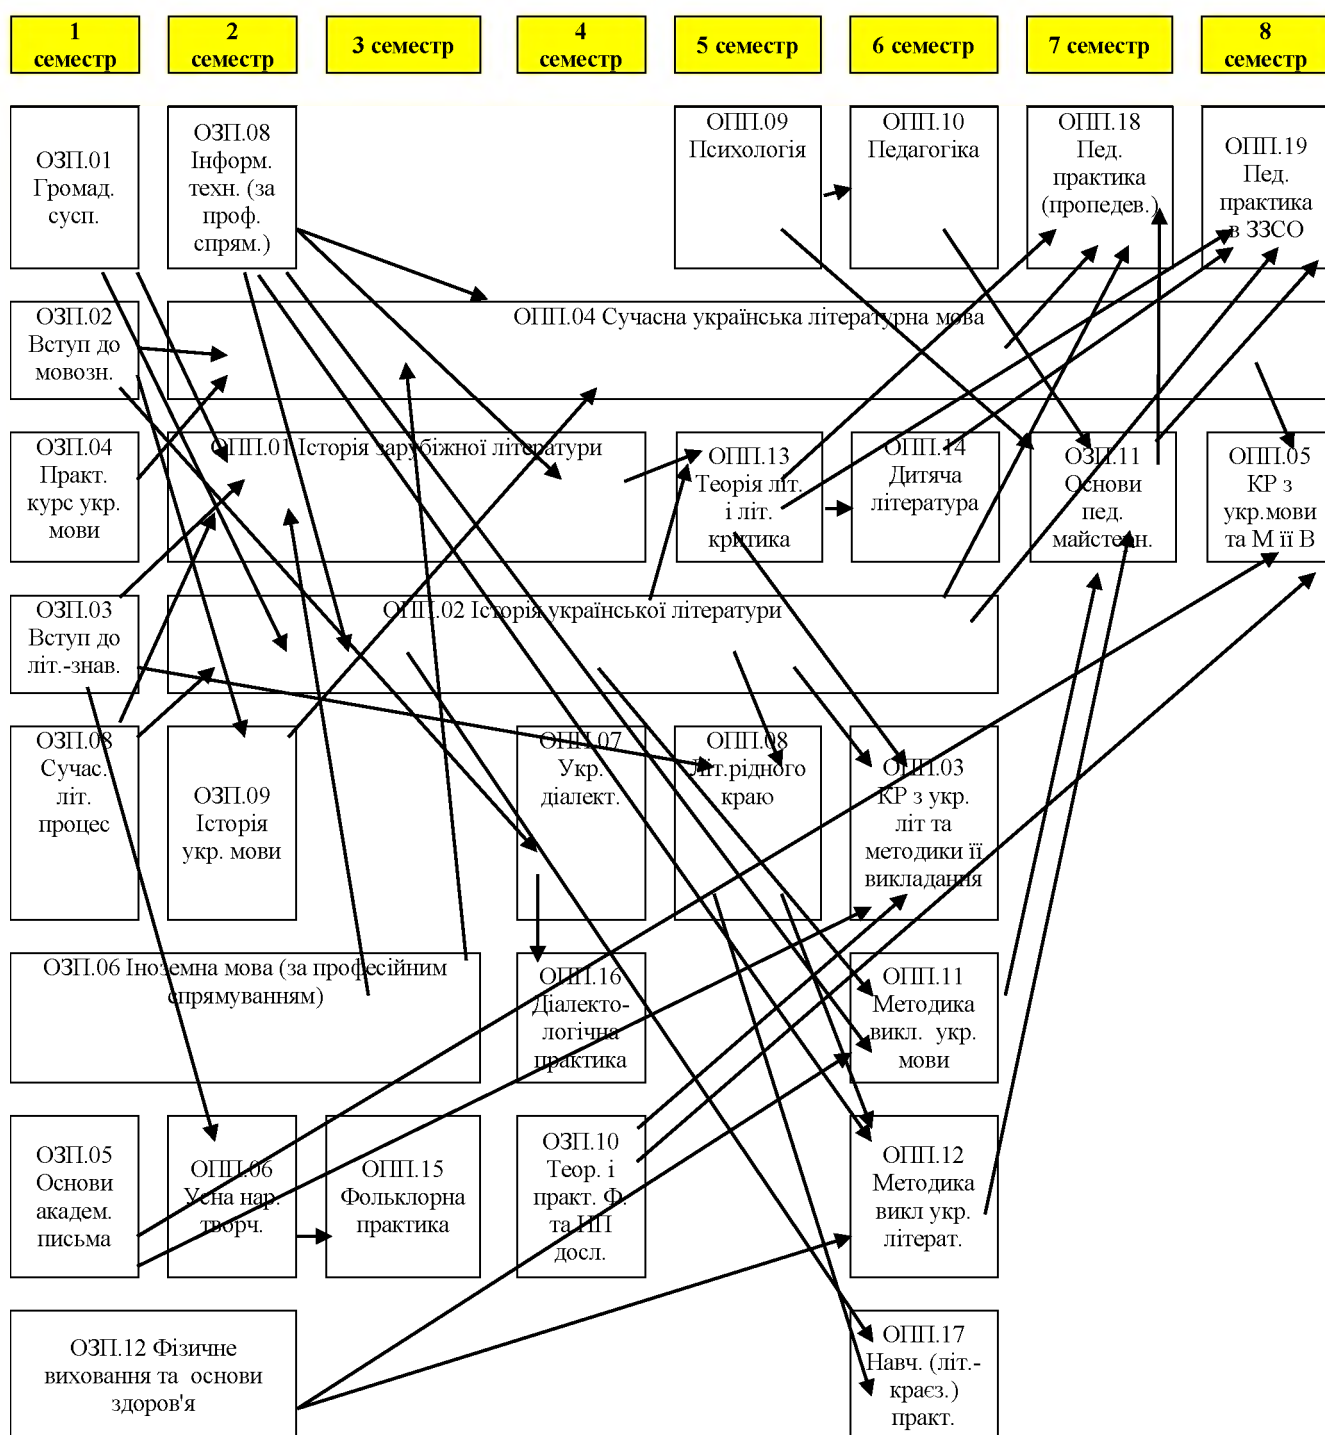 1
семестр
2
семестр
3 семестр
4
семестр
5 семестр
6 семестр
7 семестр
8
семестр
ОЗП.01
Громад.
сусп.
ОЗП.08
Інформ.
техн. (за
проф.
спрям.)
ОПП.09
Психологія
ОПП.10
Педагогіка
ОПП.18
Пед.
практика
(пропедев.)
ОПП.19
Пед.
практика
в ЗЗСО
ОЗП.02
Вступ до
мовозн.
ОПП.04 Сучасна українська літературна мова
ОЗП.04
Практ.
курс укр.
мови
ОПП.01 Історія зарубіжної літератури
ОПП.13
Теорія літ.
і літ.
критика
ОПП.14
Дитяча
література
ОЗП.11
Основи
пед.
майстерн.
ОПП.05
КР з
укр.мови
та М її В
ОЗП.03
Вступ до
літ.-знав.
ОПП.02 Історія української літератури
ОЗП.08
Сучас.
літ.
процес
ОЗП.09
Історія
укр. мови
ОПП.07
Укр.
діалект.
ОПП.08
Літ.рідного
краю
ОПП.03
КР з укр.
літ та
методики її
викладання
ОЗП.06 Іноземна мова (за професійним
спрямуванням)
ОПП.16
Діалекто-
логічна
практика
ОПП.11
Методика
викл. укр.
мови
ОЗП.05
Основи
академ.
письма
ОПП.06
Усна нар.
творч.
ОПП.15
Фольклорна
практика
ОЗП.10
Теор. і
практ. Ф.
та НП
досл.
ОПП.12
Методика
викл укр.
літерат.
ОЗП.12 Фізичне
виховання та основи
здоров'я
ОПП.17
Навч. (літ.-
краєз.)
практ.